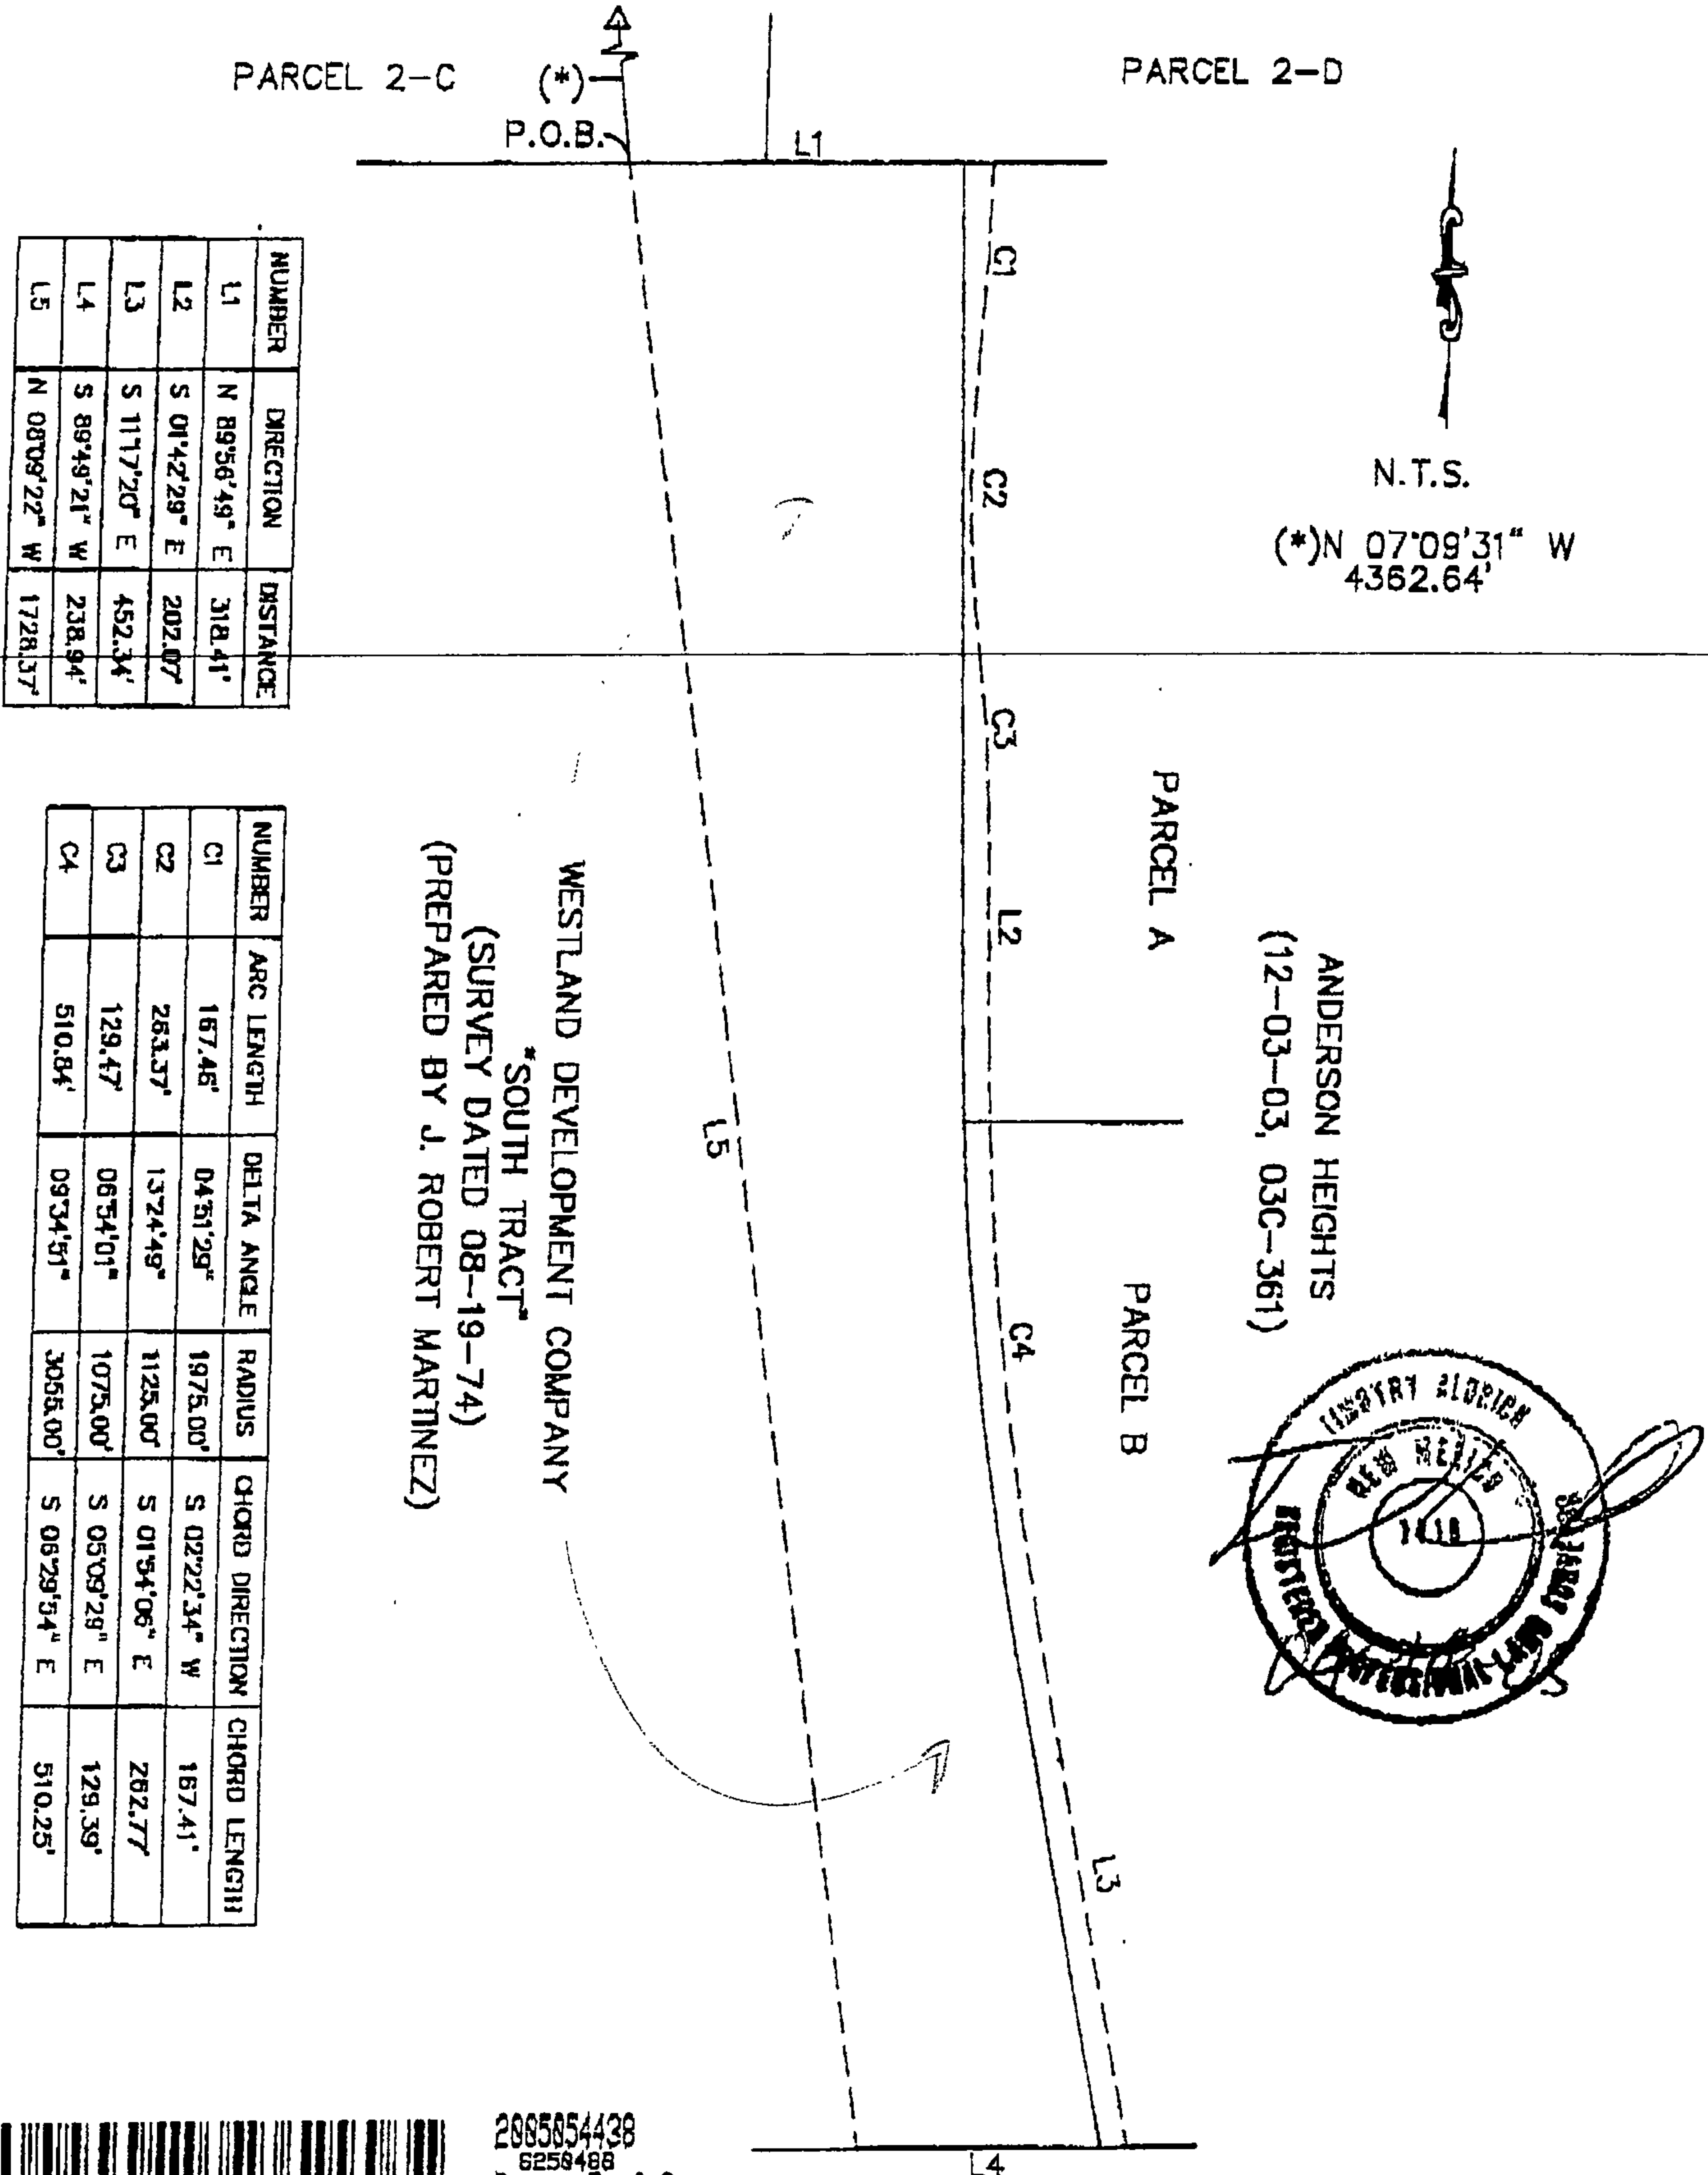 PARCEL 2-C
(*)
P.O.B.
L1
PARCEL 2-D
N.T.S.
(*)N 07°09'31" W
4362.64'
C1
C2
C3
L2
C4
L3
L4
L5
PARCEL A
PARCEL B
ANDERSON HEIGHTS
(12-03-03, 03C-361)
WESTLAND DEVELOPMENT COMPANY
"SOUTH TRACT"
(SURVEY DATED 08-19-74)
(PREPARED BY J. ROBERT MARTINEZ)
NUMBER DIRECTION DISTANCE
L1 N 89°56'49" E 318.41'
L2 S 01°42'29" E 202.07'
L3 S 11°17'20" E 452.34'
L4 S 89°49'21" W 238.94'
L5 N 08°09'22" W 1728.37'
NUMBER ARC LENGTH DELTA ANGLE RADIUS CHORD DIRECTION CHORD LENGTH
C1 167.46' 04°51'29" 1975.00' S 02°22'34" W 167.41'
C2 263.37' 13°24'49" 1125.00' S 01°54'06" E 262.77'
C3 129.47' 06°54'01" 1075.00' S 05°09'29" E 129.39'
C4 510.84' 09°34'51" 3055.00' S 06°29'54" E 510.25'
TIMOTHY ALDRICH
NEW MEXICO
REGISTERED PROFESSIONAL LAND SURVEYOR
2005054438
6250488